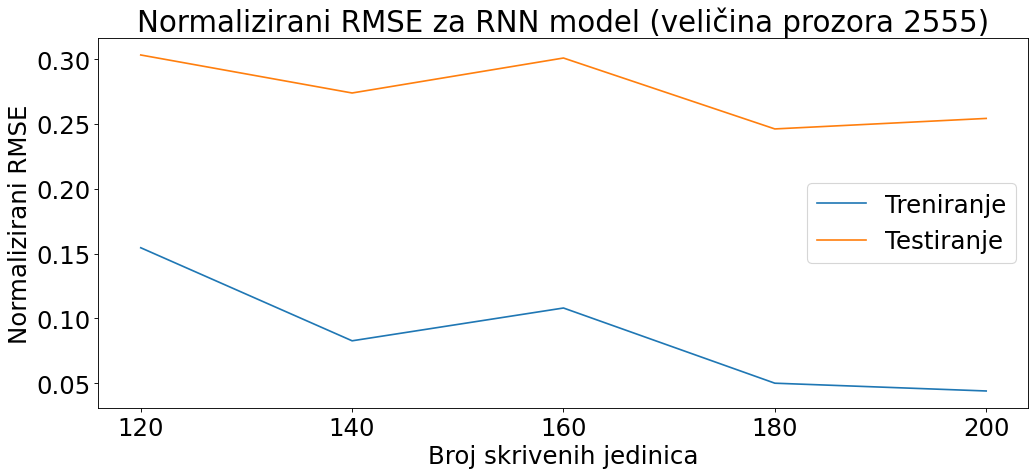 Normalizirani RMSE za RNN model (veličina prozora 2555)
Normalizirani RMSE
0.30
0.25
0.20
0.15
0.10
0.05
Treniranje
Testiranje
120 140 160 180 200
Broj skrivenih jedinica